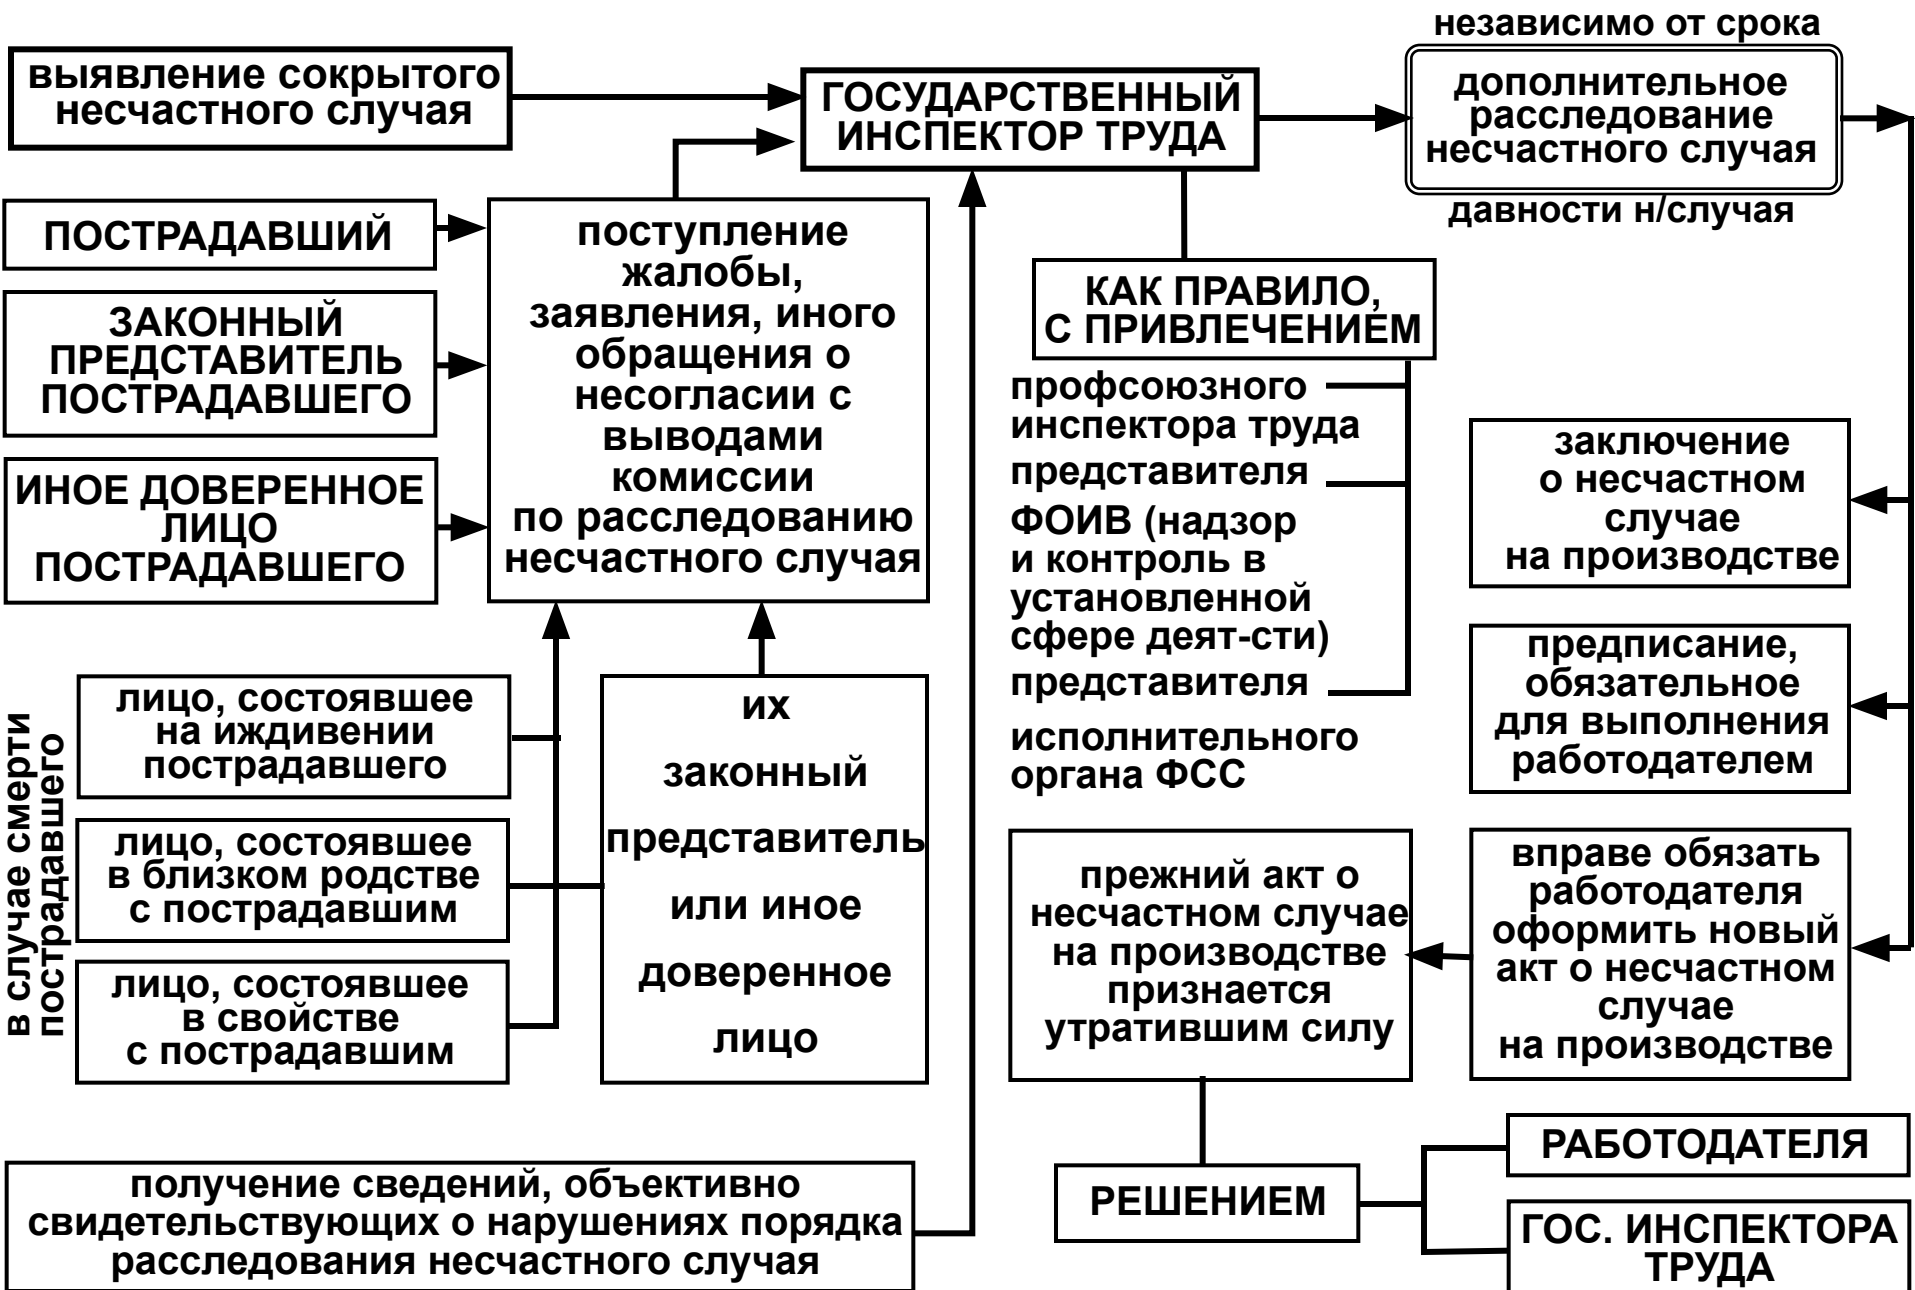 независимо от срока
выявление сокрытого
несчастного случая
ГОСУДАРСТВЕННЫЙ
ИНСПЕКТОР ТРУДА
дополнительное
расследование
несчастного случая
давности н/случая
ПОСТРАДАВШИЙ
ЗАКОННЫЙ
ПРЕДСТАВИТЕЛЬ
ПОСТРАДАВШЕГО
ИНОЕ ДОВЕРЕННОЕ
ЛИЦО
ПОСТРАДАВШЕГО
поступление
жалобы,
заявления, иного
обращения о
несогласии с
выводами
комиссии
по расследованию
несчастного случая
КАК ПРАВИЛО,
С ПРИВЛЕЧЕНИЕМ
профсоюзного
инспектора труда
представителя
ФОИВ (надзор
и контроль в
установленной
сфере деят-сти)
представителя
исполнительного
органа ФСС
заключение
о несчастном
случае
на производстве
предписание,
обязательное
для выполнения
работодателем
вправе обязать
работодателя
оформить новый
акт о несчастном
случае
на производстве
прежний акт о
несчастном случае
на производстве
признается
утратившим силу
в случае смерти
пострадавшего
лицо, состоявшее
на иждивении
пострадавшего
лицо, состоявшее
в близком родстве
с пострадавшим
лицо, состоявшее
в свойстве
с пострадавшим
их
законный
представитель
или иное
доверенное
лицо
получение сведений, объективно
свидетельствующих о нарушениях порядка
расследования несчастного случая
РЕШЕНИЕМ
РАБОТОДАТЕЛЯ
ГОС. ИНСПЕКТОРА
ТРУДА